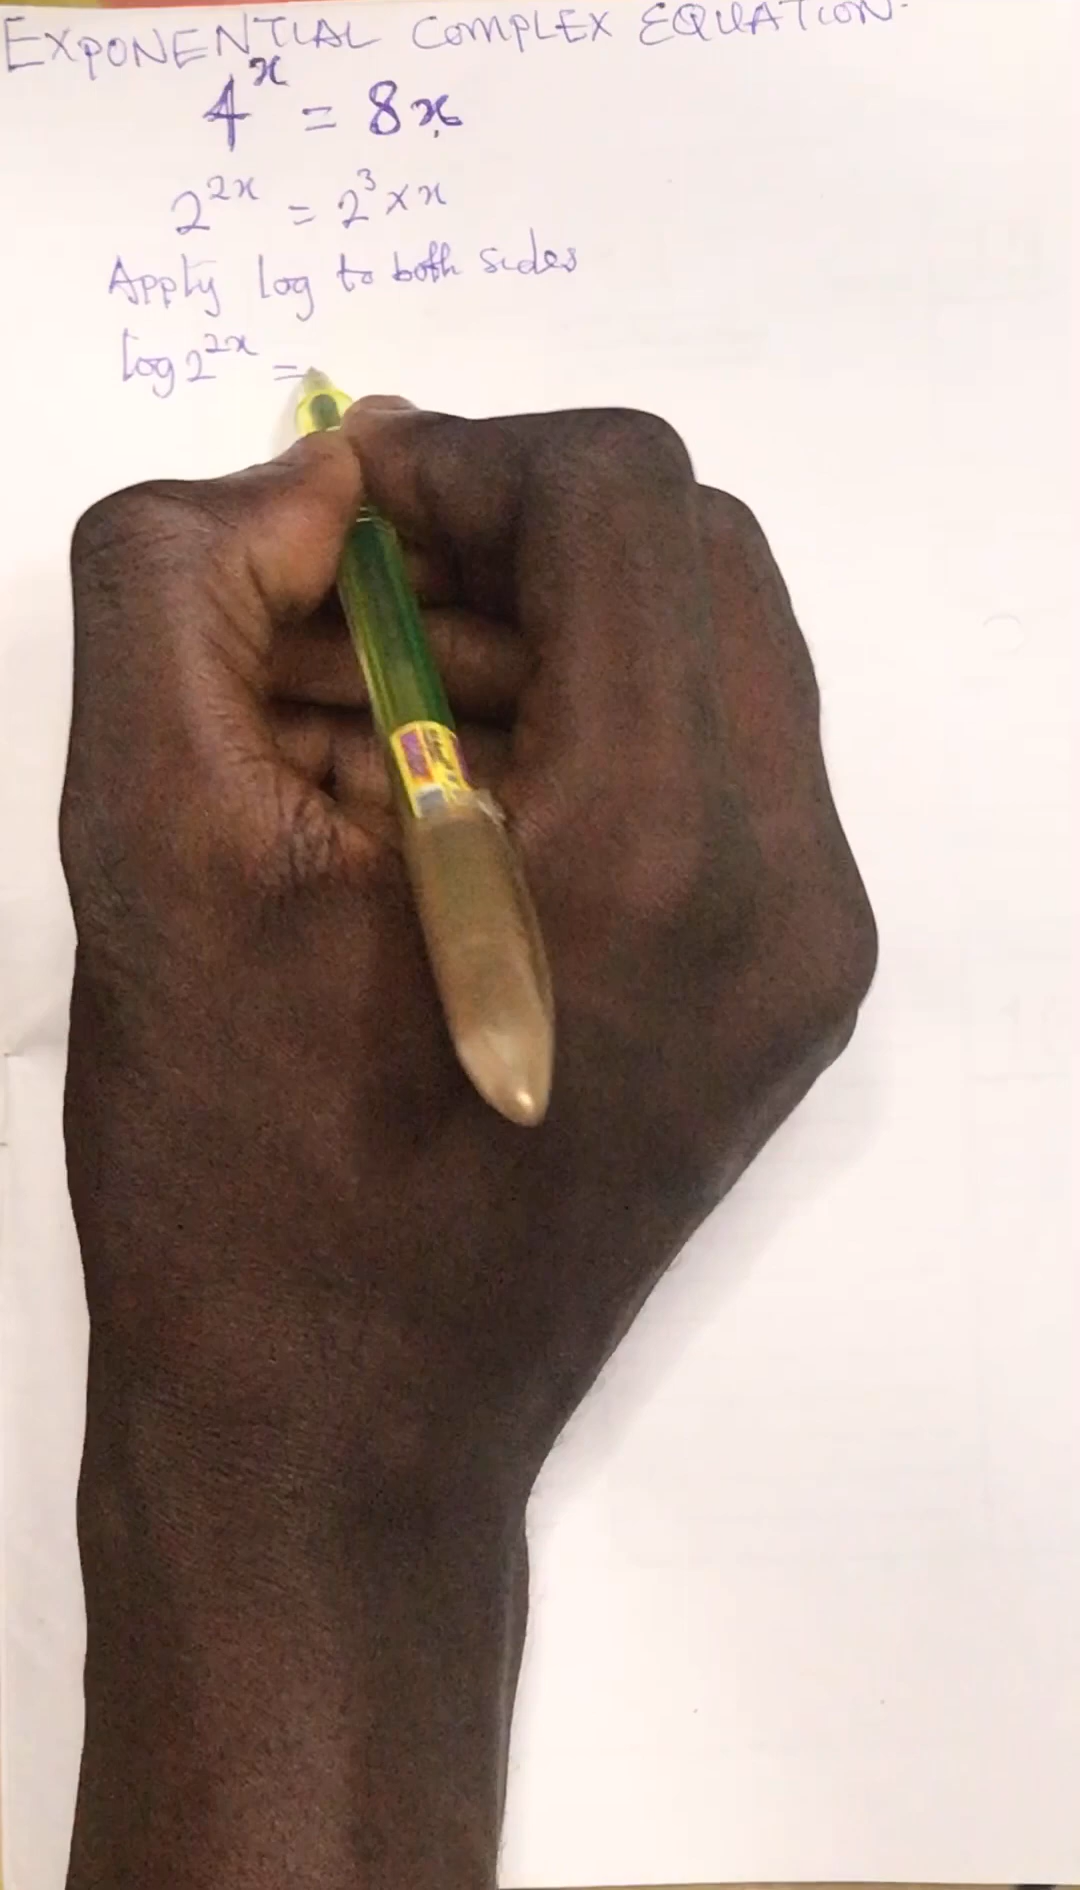 EXPONENTIAL COMPLEX EQUATION.
4^x = 8x
2^2x = 2^3 × x
Apply log to both sides
log 2^2x =